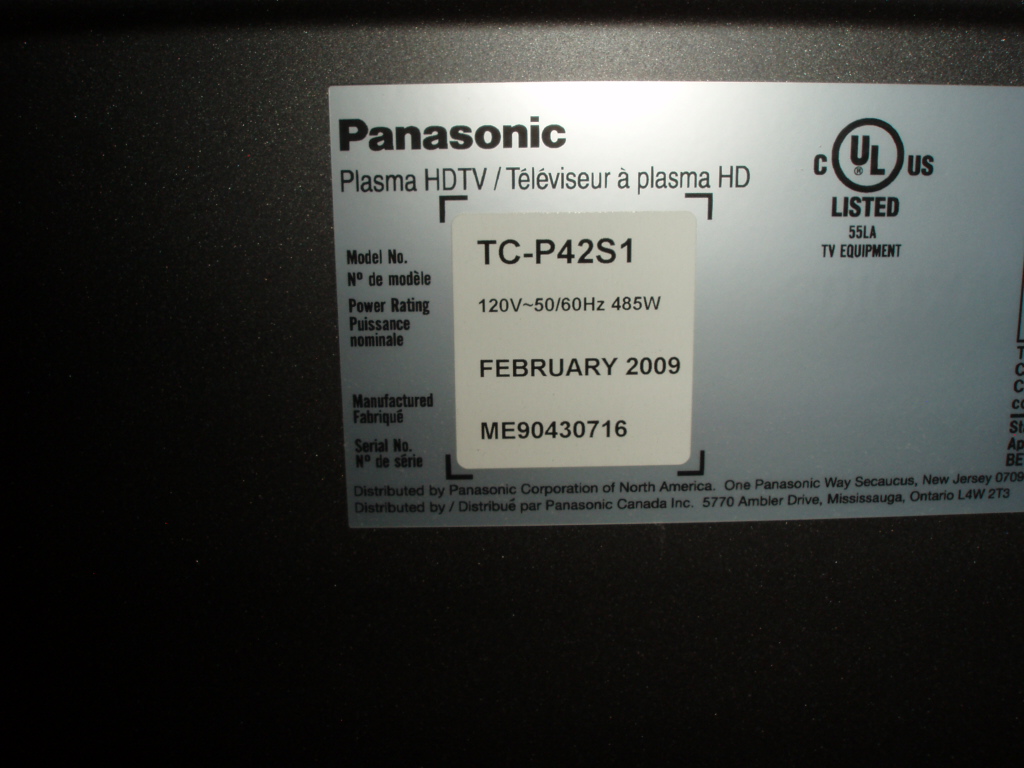 Panasonic
Plasma HDTV / Téléviseur à plasma HD
C UL US
®
LISTED
55LA
TV EQUIPMENT
Model No.
N° de modèle
TC-P42S1
Power Rating
Puissance
nominale
120V~50/60Hz 485W
Manufactured
Fabriqué
FEBRUARY 2009
Serial No.
N° de série
ME90430716
Distributed by Panasonic Corporation of North America. One Panasonic Way Secaucus, New Jersey 0709
Distributed by / Distribué par Panasonic Canada Inc. 5770 Ambler Drive, Mississauga, Ontario L4W 2T3